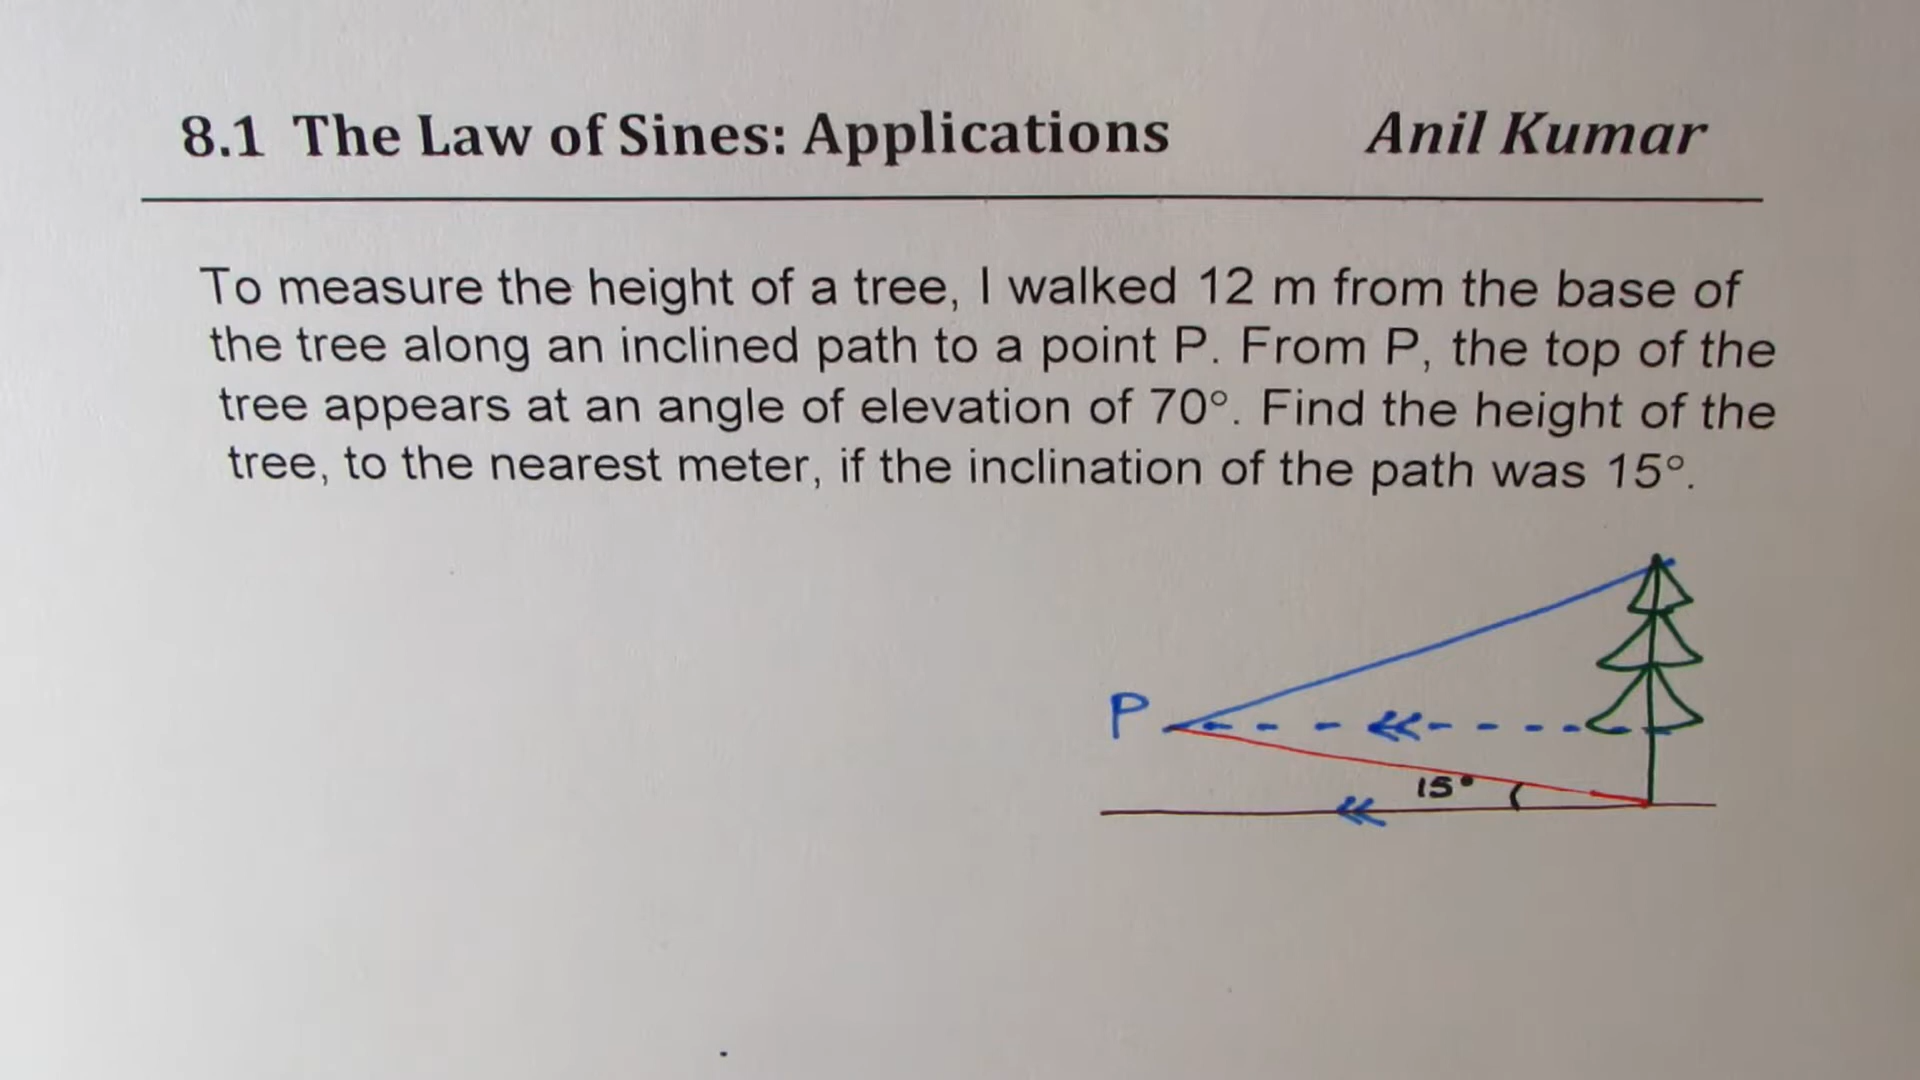 8.1 The Law of Sines: Applications Anil Kumar
To measure the height of a tree, I walked 12 m from the base of
the tree along an inclined path to a point P. From P, the top of the
tree appears at an angle of elevation of 70°. Find the height of the
tree, to the nearest meter, if the inclination of the path was 15°.
P
15°